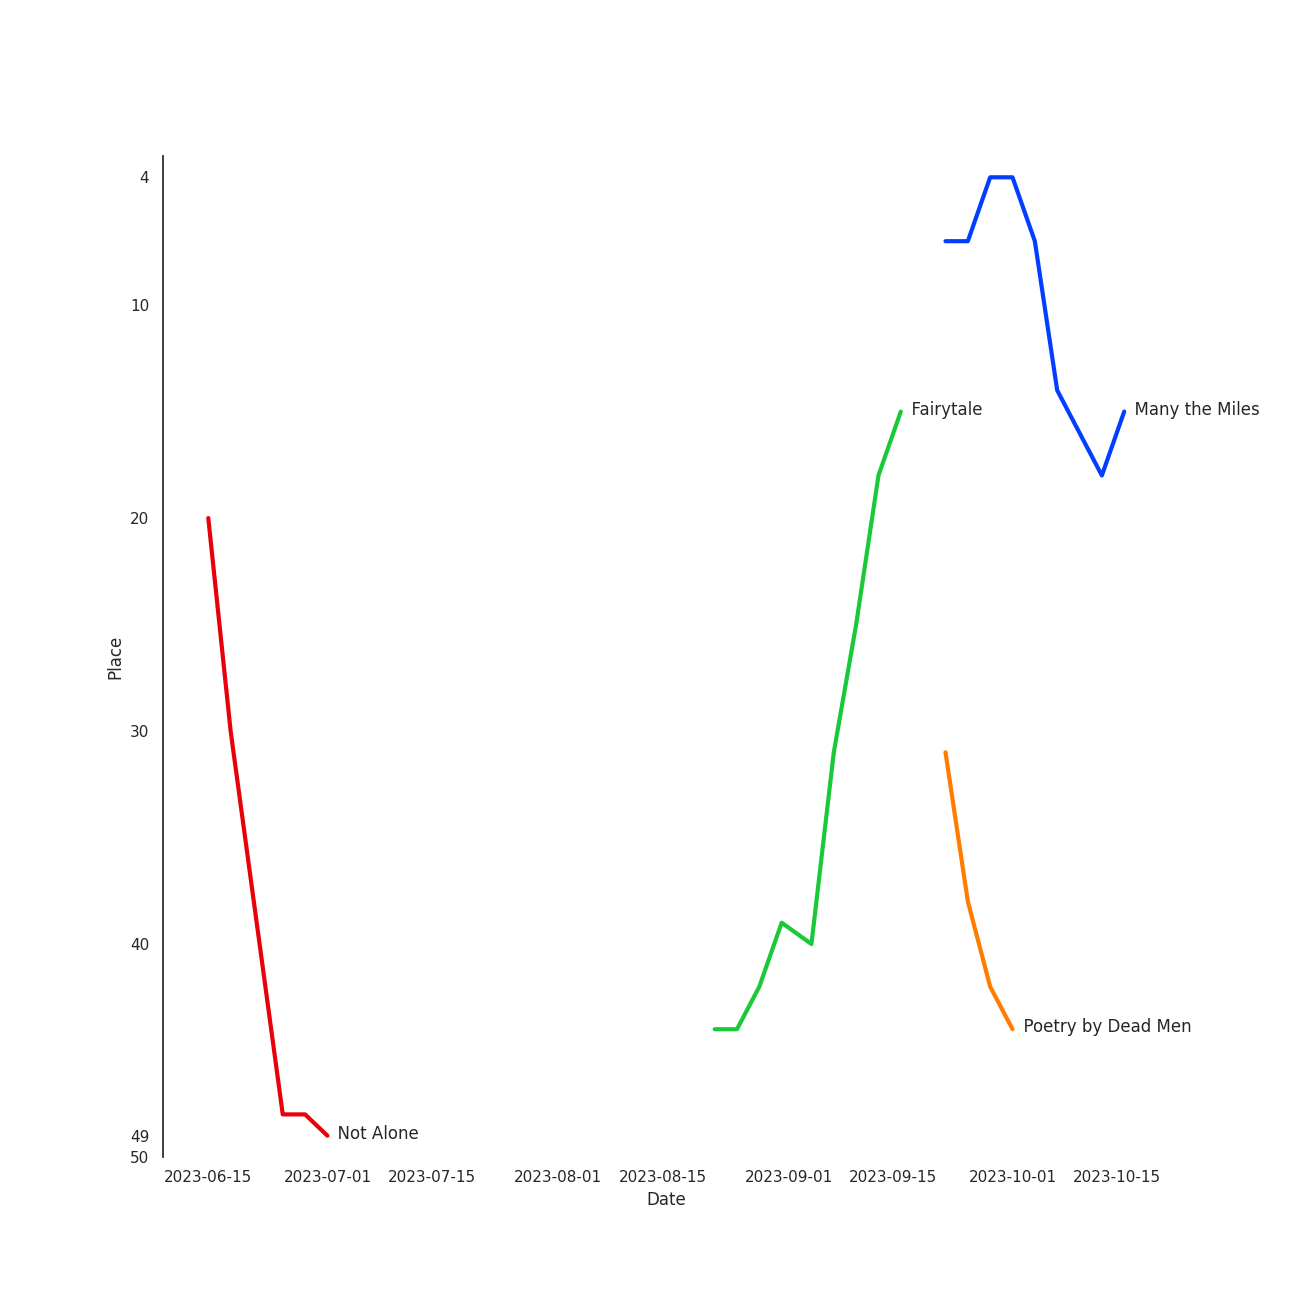 4
10
Fairytale
Many the Miles
20
Place
30
40
Poetry by Dead Men
49
Not Alone
50
2023-06-15
2023-07-01
2023-07-15
2023-08-01
2023-08-15
2023-09-01
2023-09-15
2023-10-01
2023-10-15
Date